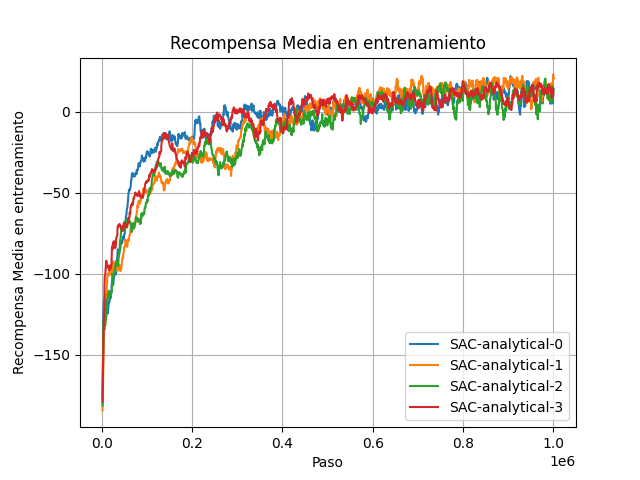 Recompensa Media en entrenamiento
Recompensa Media en entrenamiento
0
−50
−100
−150
SAC-analytical-0
SAC-analytical-1
SAC-analytical-2
SAC-analytical-3
0.0 0.2 0.4 0.6 0.8 1.0
Paso
1e6